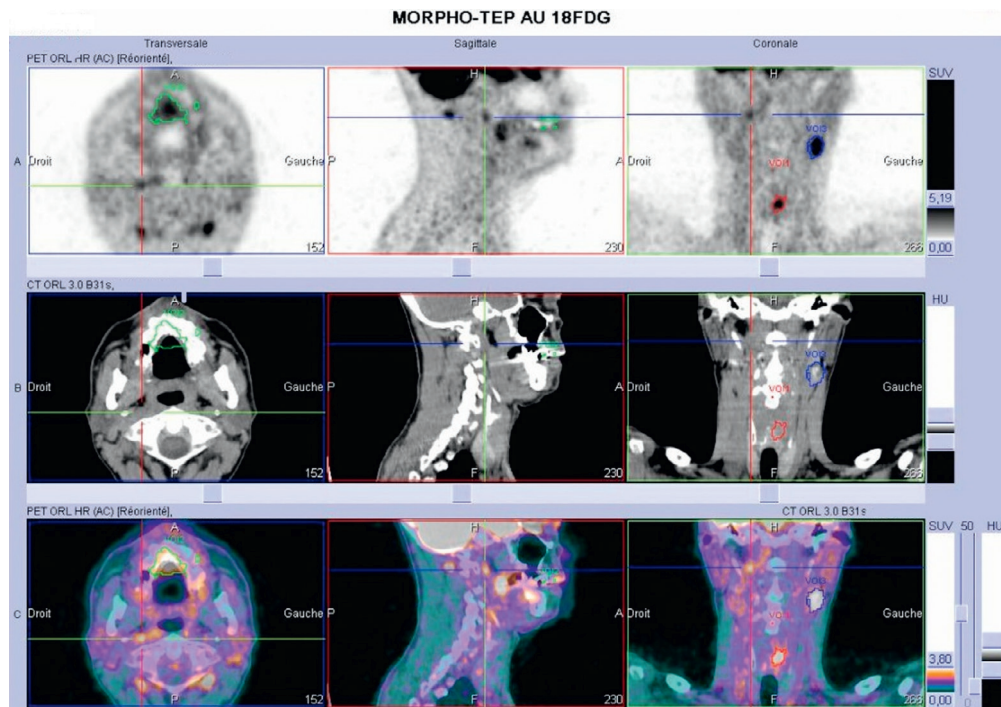 MORPHO-TEP AU 18FDG
Transversale Sagittale Coronale
PET ORL HR (AC) [Réorienté],
SUV
A H H
A Droit Gauche P A Droit Gauche
VOI3
VOI1
5,19
P 152 F 230 F 266
0,00
CT ORL 3.0 B31s,
HU
A H H
B Droit Gauche P A Droit Gauche
VOI1
P 152 F 230 F 266
PET ORL HR (AC) [Réorienté], CT ORL 3.0 B31s
SUV 50 HU
A H H
C Droit Gauche P A Droit Gauche
VOI1
3,60
P 152 F 230 F 266
0,00 0